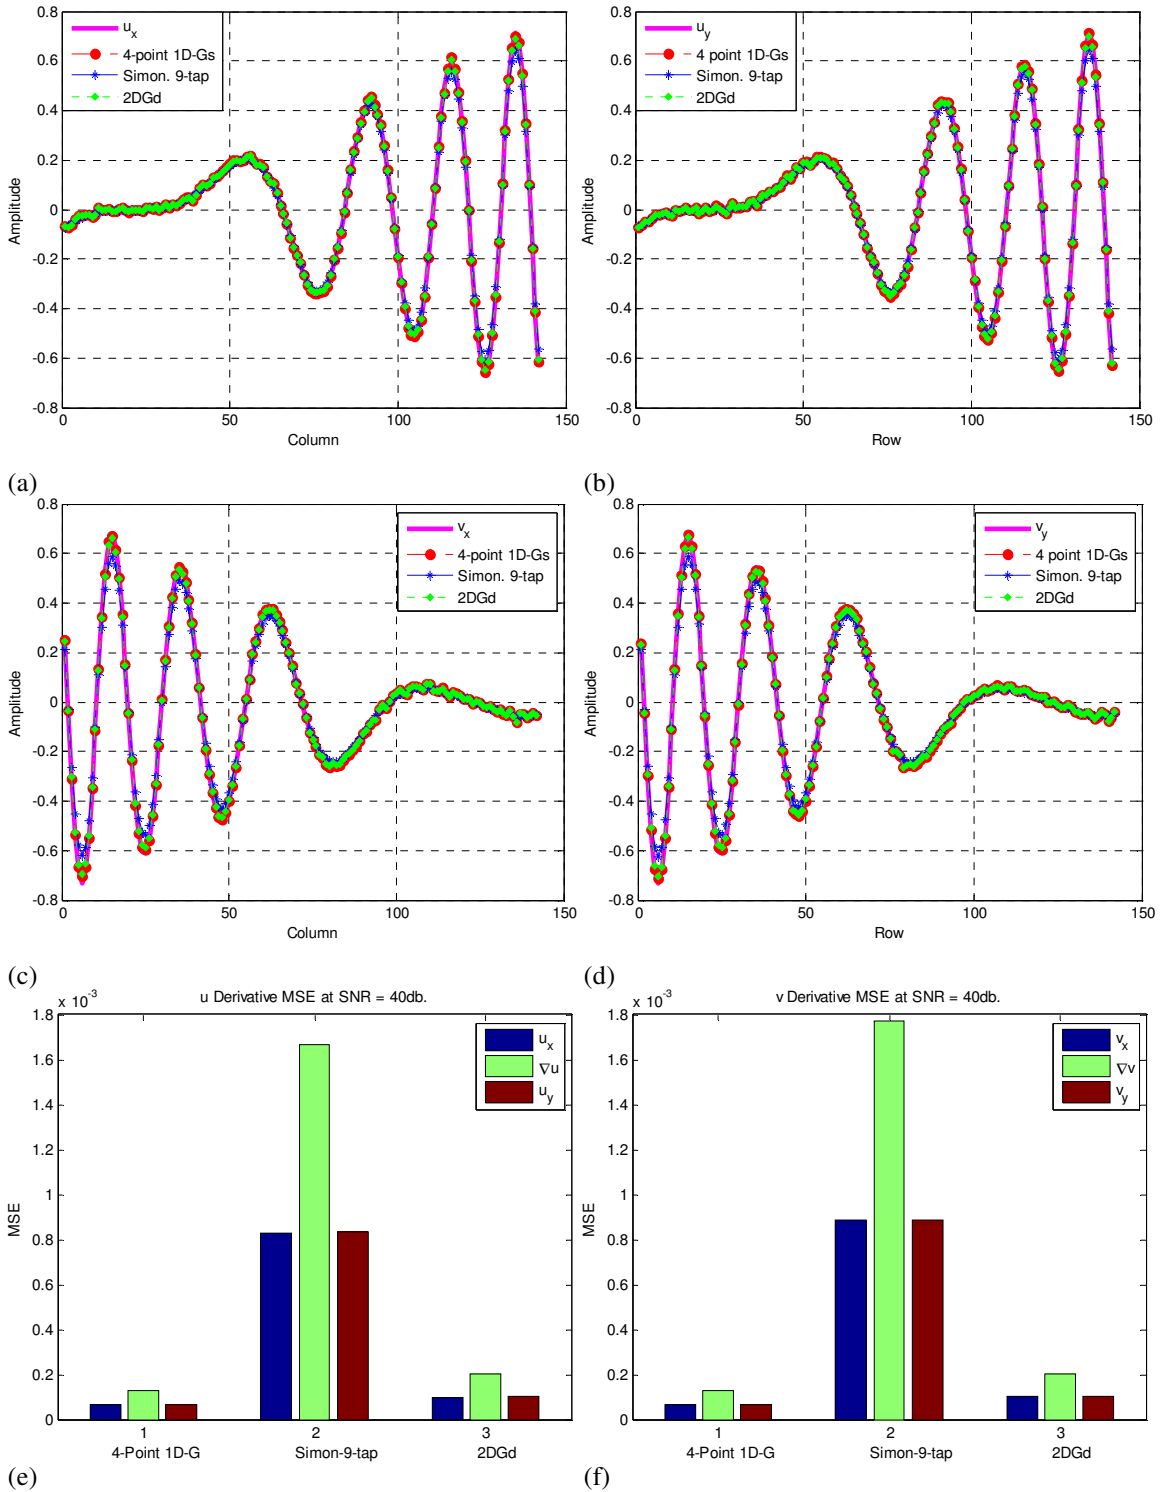 0.8
0.6
0.4
0.2
0
-0.2
-0.4
-0.6
-0.8
0
50
100
150
Column
Amplitude
u_x
4-point 1D-Gs
Simon. 9-tap
2DGd
(a)
0.8
0.6
0.4
0.2
0
-0.2
-0.4
-0.6
-0.8
0
50
100
150
Row
Amplitude
u_y
4 point 1D-Gs
Simon. 9-tap
2DGd
(b)
0.8
0.6
0.4
0.2
0
-0.2
-0.4
-0.6
-0.8
0
50
100
150
Column
Amplitude
v_x
4-point 1D-Gs
Simon. 9-tap
2DGd
(c)
0.8
0.6
0.4
0.2
0
-0.2
-0.4
-0.6
-0.8
0
50
100
150
Row
Amplitude
v_y
4 point 1D-Gs
Simon. 9-tap
2DGd
(d)
x 10^-3
u Derivative MSE at SNR = 40db.
1.8
1.6
1.4
1.2
1
0.8
0.6
0.4
0.2
0
MSE
u_x
∇u
u_y
1
2
3
4-Point 1D-G
Simon-9-tap
2DGd
(e)
x 10^-3
v Derivative MSE at SNR = 40db.
1.8
1.6
1.4
1.2
1
0.8
0.6
0.4
0.2
0
MSE
v_x
∇v
v_y
1
2
3
4-Point 1D-G
Simon-9-tap
2DGd
(f)